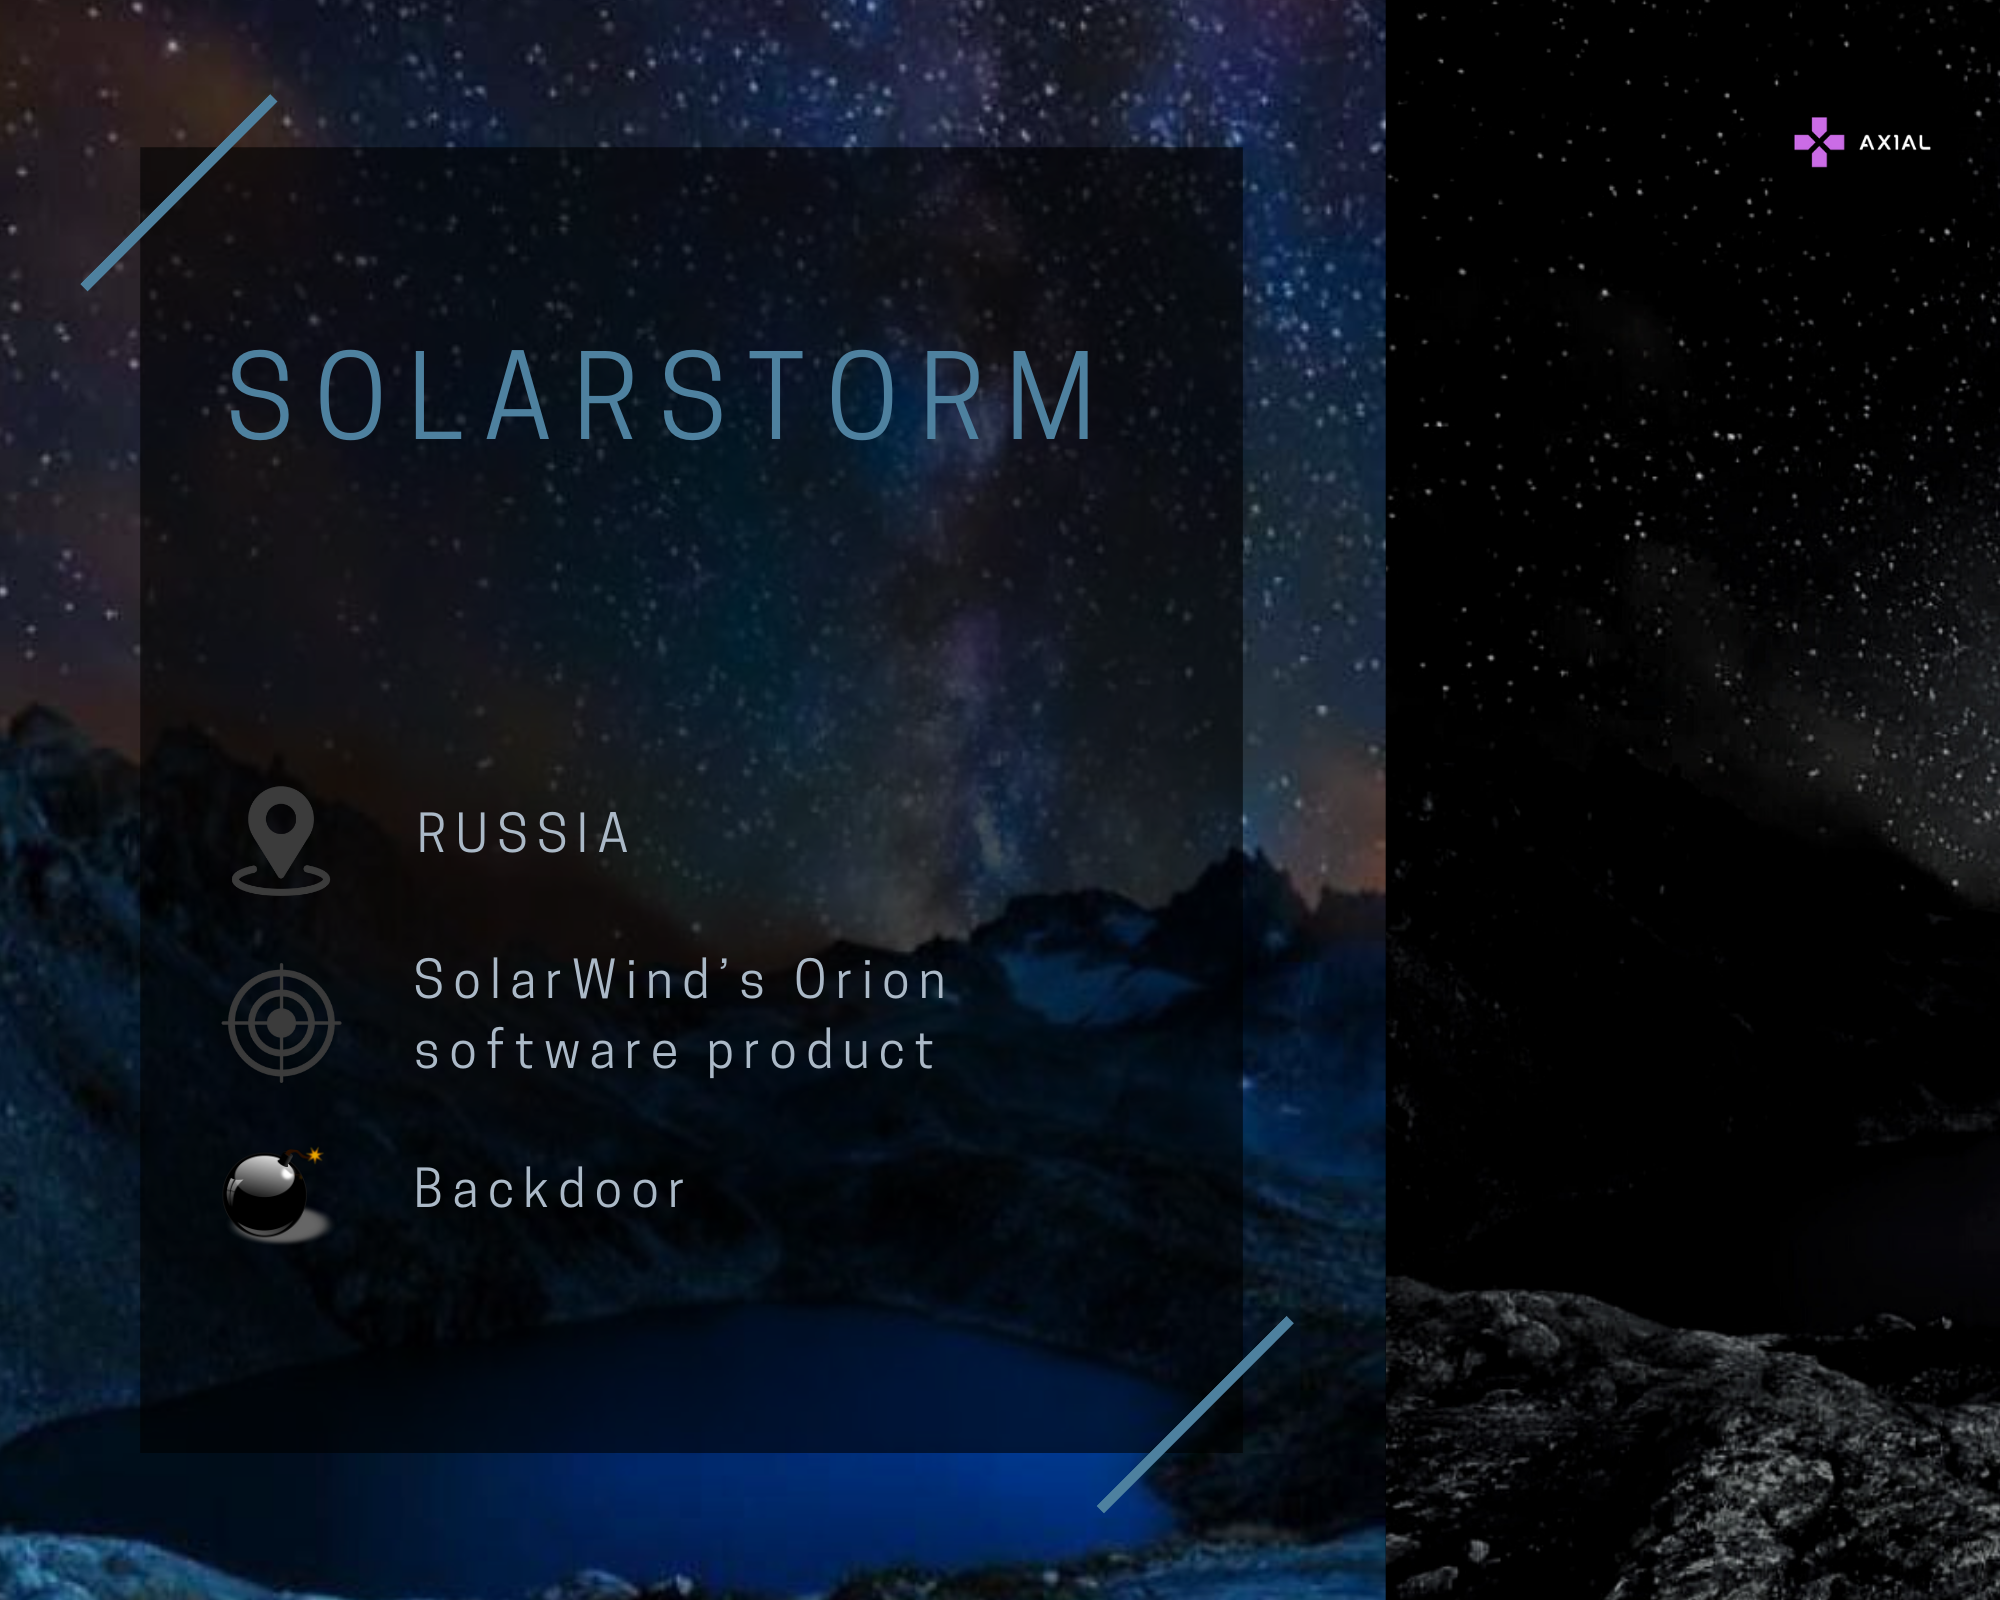 AXIAL
SOLARSTORM
RUSSIA
SolarWind’s Orion
software product
Backdoor